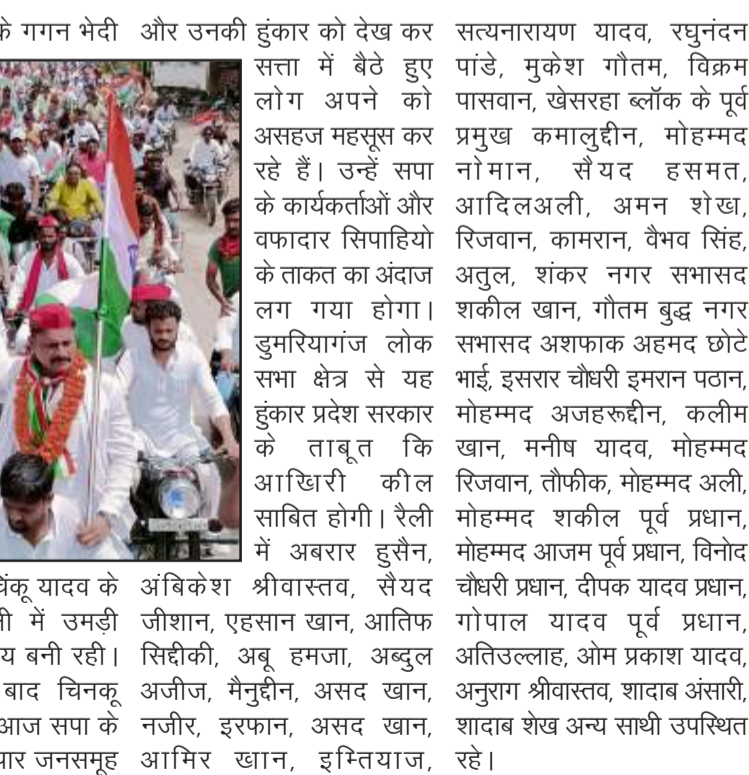 के गगन भेदी
चिंकू यादव के
में उमड़ी
बनी रही।
बाद चिनकू
आज सपा के
जनसमूह
और उनकी हुंकार को देख कर
सत्ता में बैठे हुए
लोग अपने को
असहज महसूस कर
रहे हैं। उन्हें सपा
के कार्यकर्ताओं और
वफादार सिपाहियो
के ताकत का अंदाज
लग गया होगा।
डुमरियागंज लोक
सभा क्षेत्र से यह
हुंकार प्रदेश सरकार
के ताबूत कि
आखिरी कील
साबित होगी। रैली
में अबरार हुसैन,
अंबिकेश श्रीवास्तव, सैयद
जीशान, एहसान खान, आतिफ
सिद्दीकी, अबू हमजा, अब्दुल
अजीज, मैनुद्दीन, असद खान,
नजीर, इरफान, असद खान,
आमिर खान, इम्तियाज,
सत्यनारायण यादव, रघुनंदन
पांडे, मुकेश गौतम, विक्रम
पासवान, खेसरहा ब्लॉक के पूर्व
प्रमुख कमालुद्दीन, मोहम्मद
नोमान, सैयद हसमत,
आदिलअली, अमन शेख,
रिजवान, कामरान, वैभव सिंह,
अतुल, शंकर नगर सभासद
शकील खान, गौतम बुद्ध नगर
सभासद अशफाक अहमद छोटे
भाई, इसरार चौधरी इमरान पठान,
मोहम्मद अजहरूद्दीन, कलीम
खान, मनीष यादव, मोहम्मद
रिजवान, तौफीक, मोहम्मद अली,
मोहम्मद शकील पूर्व प्रधान,
मोहम्मद आजम पूर्व प्रधान, विनोद
चौधरी प्रधान, दीपक यादव प्रधान,
गोपाल यादव पूर्व प्रधान,
अतिउल्लाह, ओम प्रकाश यादव,
अनुराग श्रीवास्तव, शादाब अंसारी,
शादाब शेख अन्य साथी उपस्थित
रहे।